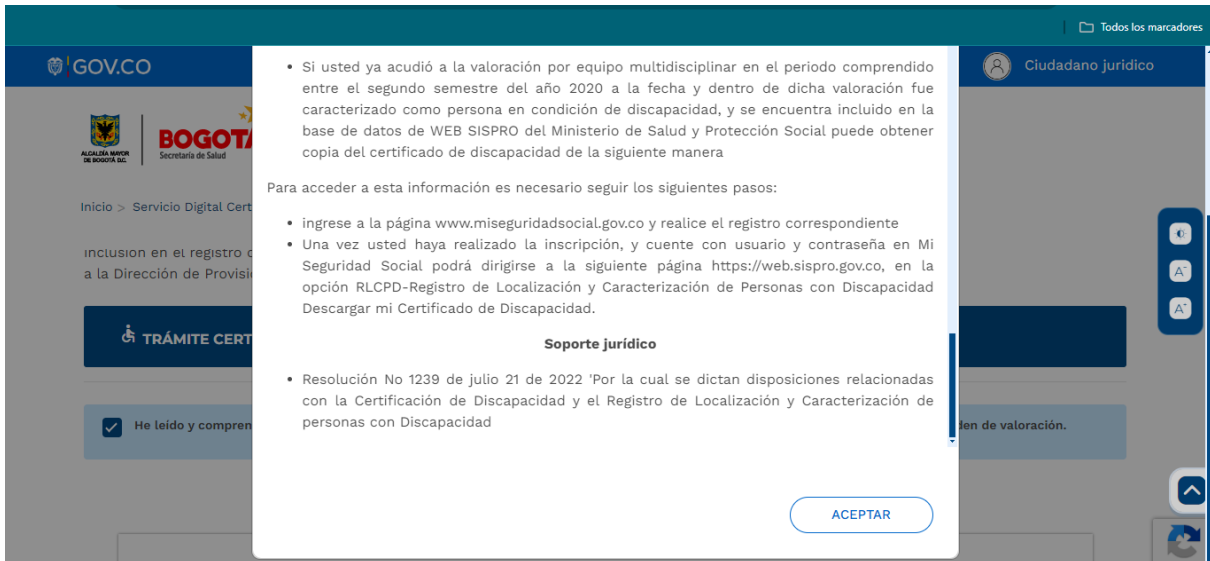 Todos los marcadores
GOV.CO
Ciudadano juridico
ALCALDÍA MAYOR
DE BOGOTÁ D.C.
BOGOTÁ
Secretaría de Salud
Inicio > Servicio Digital Cert
inclusión en el registro
a la Dirección de
TRÁMITE CERT
He leído y compren
den de valoración.
• Si usted ya acudió a la valoración por equipo multidisciplinar en el periodo comprendido
entre el segundo semestre del año 2020 a la fecha y dentro de dicha valoración fue
caracterizado como persona en condición de discapacidad, y se encuentra incluido en la
base de datos de WEB SISPRO del Ministerio de Salud y Protección Social puede obtener
copia del certificado de discapacidad de la siguiente manera
Para acceder a esta información es necesario seguir los siguientes pasos:
• ingrese a la página www.miseguridadsocial.gov.co y realice el registro correspondiente
• Una vez usted haya realizado la inscripción, y cuente con usuario y contraseña en Mi
Seguridad Social podrá dirigirse a la siguiente página https://web.sispro.gov.co, en la
opción RLCPD-Registro de Localización y Caracterización de Personas con Discapacidad
Descargar mi Certificado de Discapacidad.
Soporte jurídico
• Resolución No 1239 de julio 21 de 2022 'Por la cual se dictan disposiciones relacionadas
con la Certificación de Discapacidad y el Registro de Localización y Caracterización de
personas con Discapacidad
ACEPTAR
A-
A+